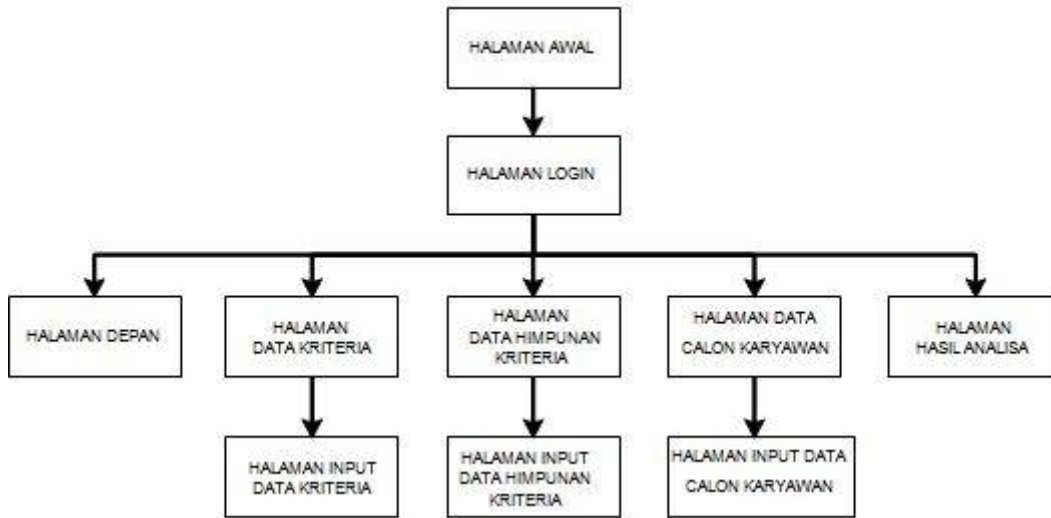 HALAMAN AWAL
HALAMAN LOGIN
HALAMAN DEPAN
HALAMAN
DATA KRITERIA
HALAMAN
DATA HIMPUNAN
KRITERIA
HALAMAN DATA
CALON KARYAWAN
HALAMAN
HASIL ANALISA
HALAMAN INPUT
DATA KRITERIA
HALAMAN INPUT
DATA HIMPUNAN
KRITERIA
HALAMAN INPUT DATA
CALON KARYAWAN